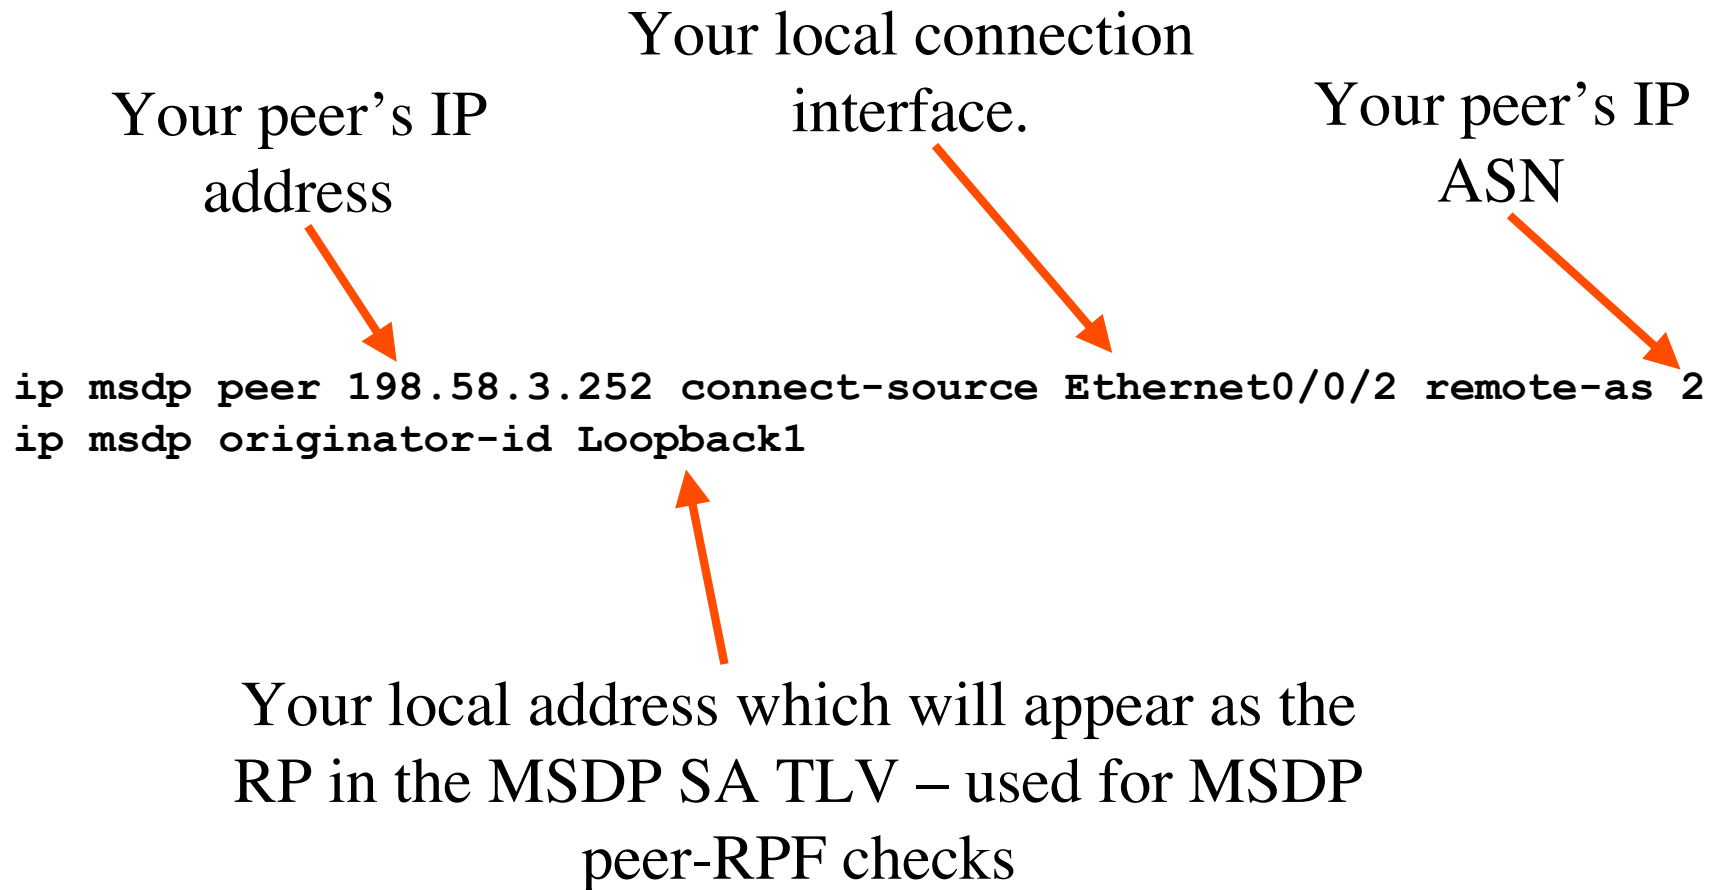 Your local connection
interface.
Your peer’s IP
address
Your peer’s IP
ASN
ip msdp peer 198.58.3.252 connect-source Ethernet0/0/2 remote-as 2
ip msdp originator-id Loopback1
Your local address which will appear as the
RP in the MSDP SA TLV – used for MSDP
peer-RPF checks